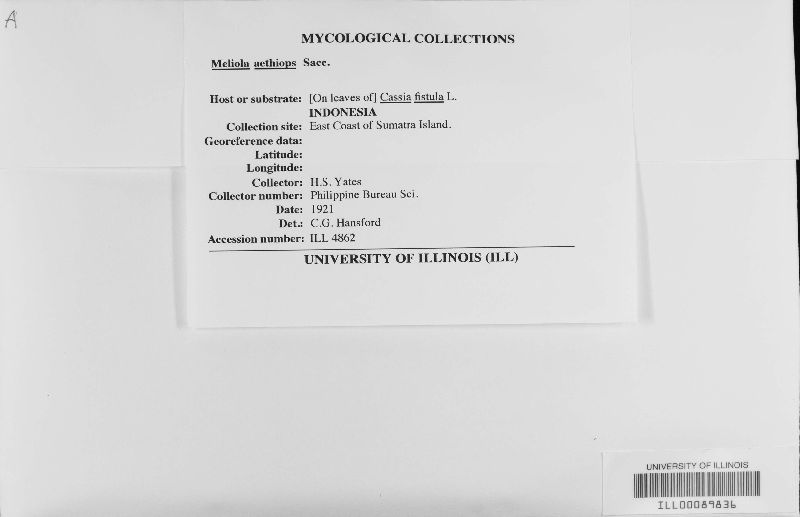 A
MYCOLOGICAL COLLECTIONS
Meliola aethiops Sacc.
Host or substrate: [On leaves of] Cassia fistula L.
INDONESIA
Collection site: East Coast of Sumatra Island.
Georeference data:
Latitude:
Longitude:
Collector: H.S. Yates
Collector number: Philippine Bureau Sci.
Date: 1921
Det.: C.G. Hansford
Accession number: ILL 4862
UNIVERSITY OF ILLINOIS (ILL)
UNIVERSITY OF ILLINOIS
ILL00089836